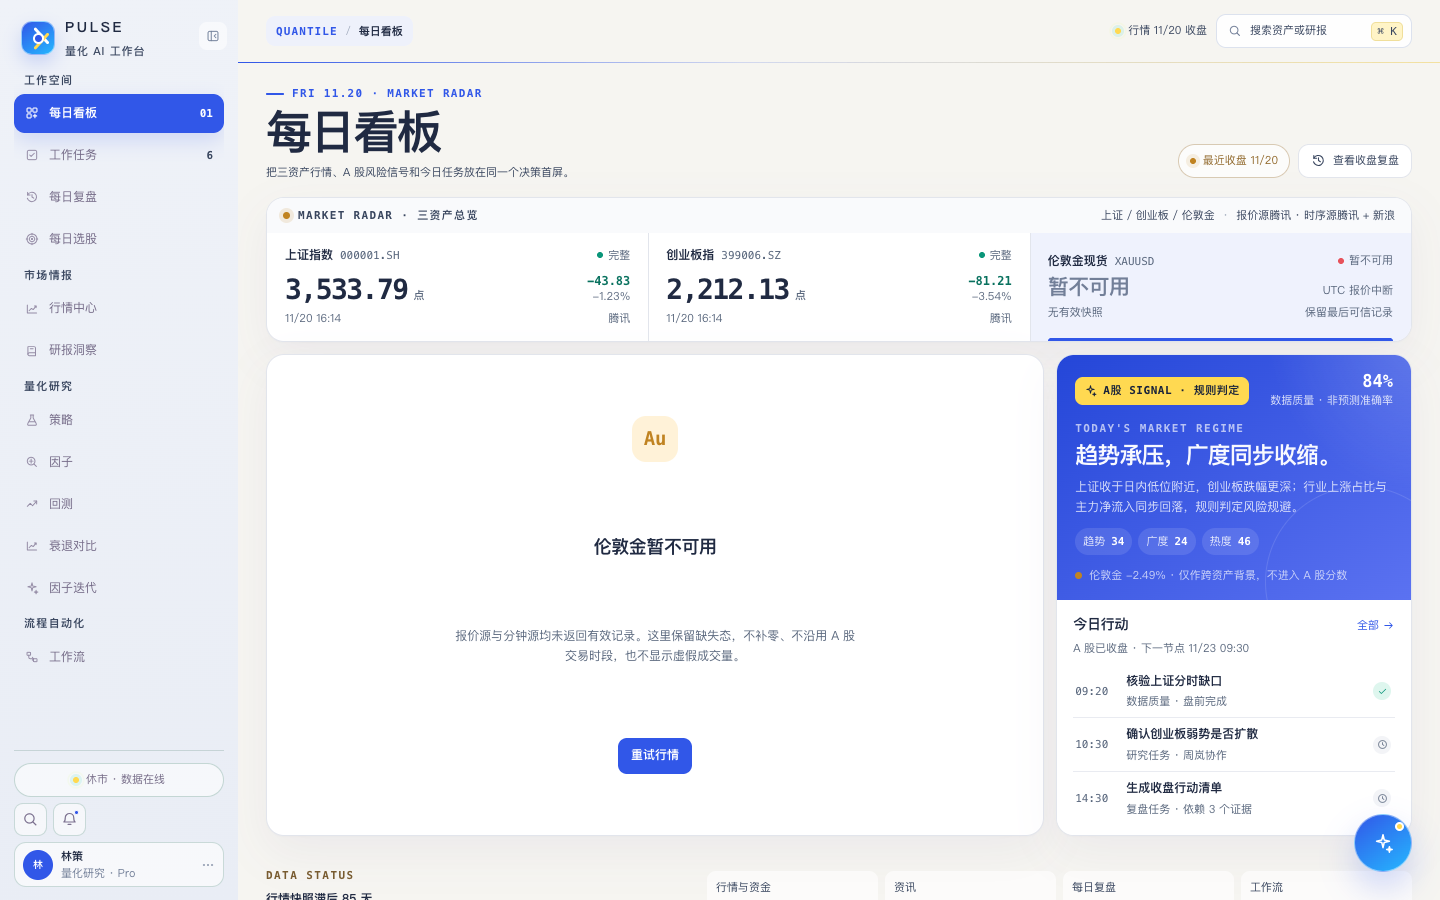 PULSE
量化 AI 工作台
工作空间
每日看板 01
工作任务 6
每日复盘
每日选股
市场情报
行情中心
研报洞察
量化研究
策略
因子
回测
衰退对比
因子迭代
流程自动化
工作流
休市 · 数据在线
林
林策
量化研究 · Pro
QUANTILE / 每日看板
行情 11/20 收盘
搜索资产或研报
⌘ K
FRI 11.20 · MARKET RADAR
每日看板
把三资产行情、A 股风险信号和今日任务放在同一个决策首屏。
最近收盘 11/20
查看收盘复盘
MARKET RADAR · 三资产总览
上证 / 创业板 / 伦敦金 · 报价源腾讯 · 时序源腾讯 + 新浪
上证指数 000001.SH
完整
3,533.79 点
−43.83
−1.23%
11/20 16:14
腾讯
创业板指 399006.SZ
完整
2,212.13 点
−81.21
−3.54%
11/20 16:14
腾讯
伦敦金现货 XAUUSD
暂不可用
暂不可用
UTC 报价中断
无有效快照
保留最后可信记录
Au
伦敦金暂不可用
报价源与分钟源均未返回有效记录。这里保留缺失态，不补零、不沿用 A 股
交易时段，也不显示虚假成交量。
重试行情
A股 SIGNAL · 规则判定
84%
数据质量 · 非预测准确率
TODAY'S MARKET REGIME
趋势承压，广度同步收缩。
上证收于日内低位附近，创业板跌幅更深；行业上涨占比与
主力净流入同步回落，规则判定风险规避。
趋势 34
广度 24
热度 46
伦敦金 −2.49% · 仅作跨资产背景，不进入 A 股分数
今日行动
全部 →
A 股已收盘 · 下一节点 11/23 09:30
09:20
核验上证分时缺口
数据质量 · 盘前完成
10:30
确认创业板弱势是否扩散
研究任务 · 周岚协作
14:30
生成收盘行动清单
复盘任务 · 依赖 3 个证据
DATA STATUS
行情快照滞后 85 天
行情与资金
资讯
每日复盘
工作流